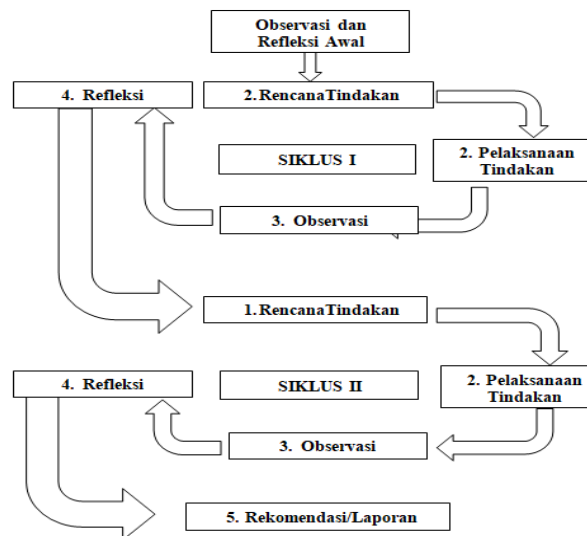 Observasi dan
Refleksi Awal
4. Refleksi
2. RencanaTindakan
SIKLUS I
2. Pelaksanaan
Tindakan
3. Observasi
1. RencanaTindakan
4. Refleksi
SIKLUS II
2. Pelaksanaan
Tindakan
3. Observasi
5. Rekomendasi/Laporan